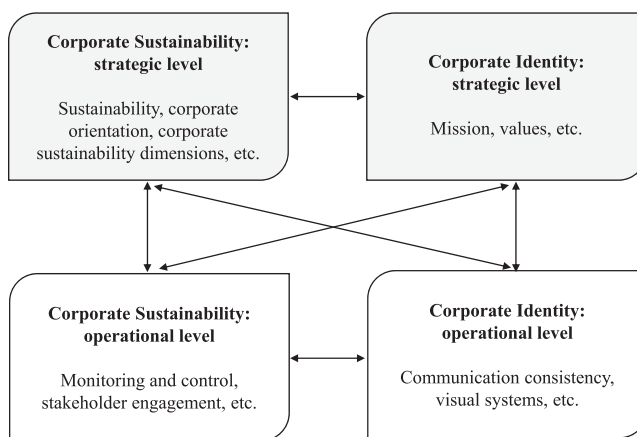 Corporate Sustainability:
strategic level
Sustainability, corporate
orientation, corporate
sustainability dimensions, etc.
Corporate Identity:
strategic level
Mission, values, etc.
Corporate Sustainability:
operational level
Monitoring and control,
stakeholder engagement, etc.
Corporate Identity:
operational level
Communication consistency,
visual systems, etc.